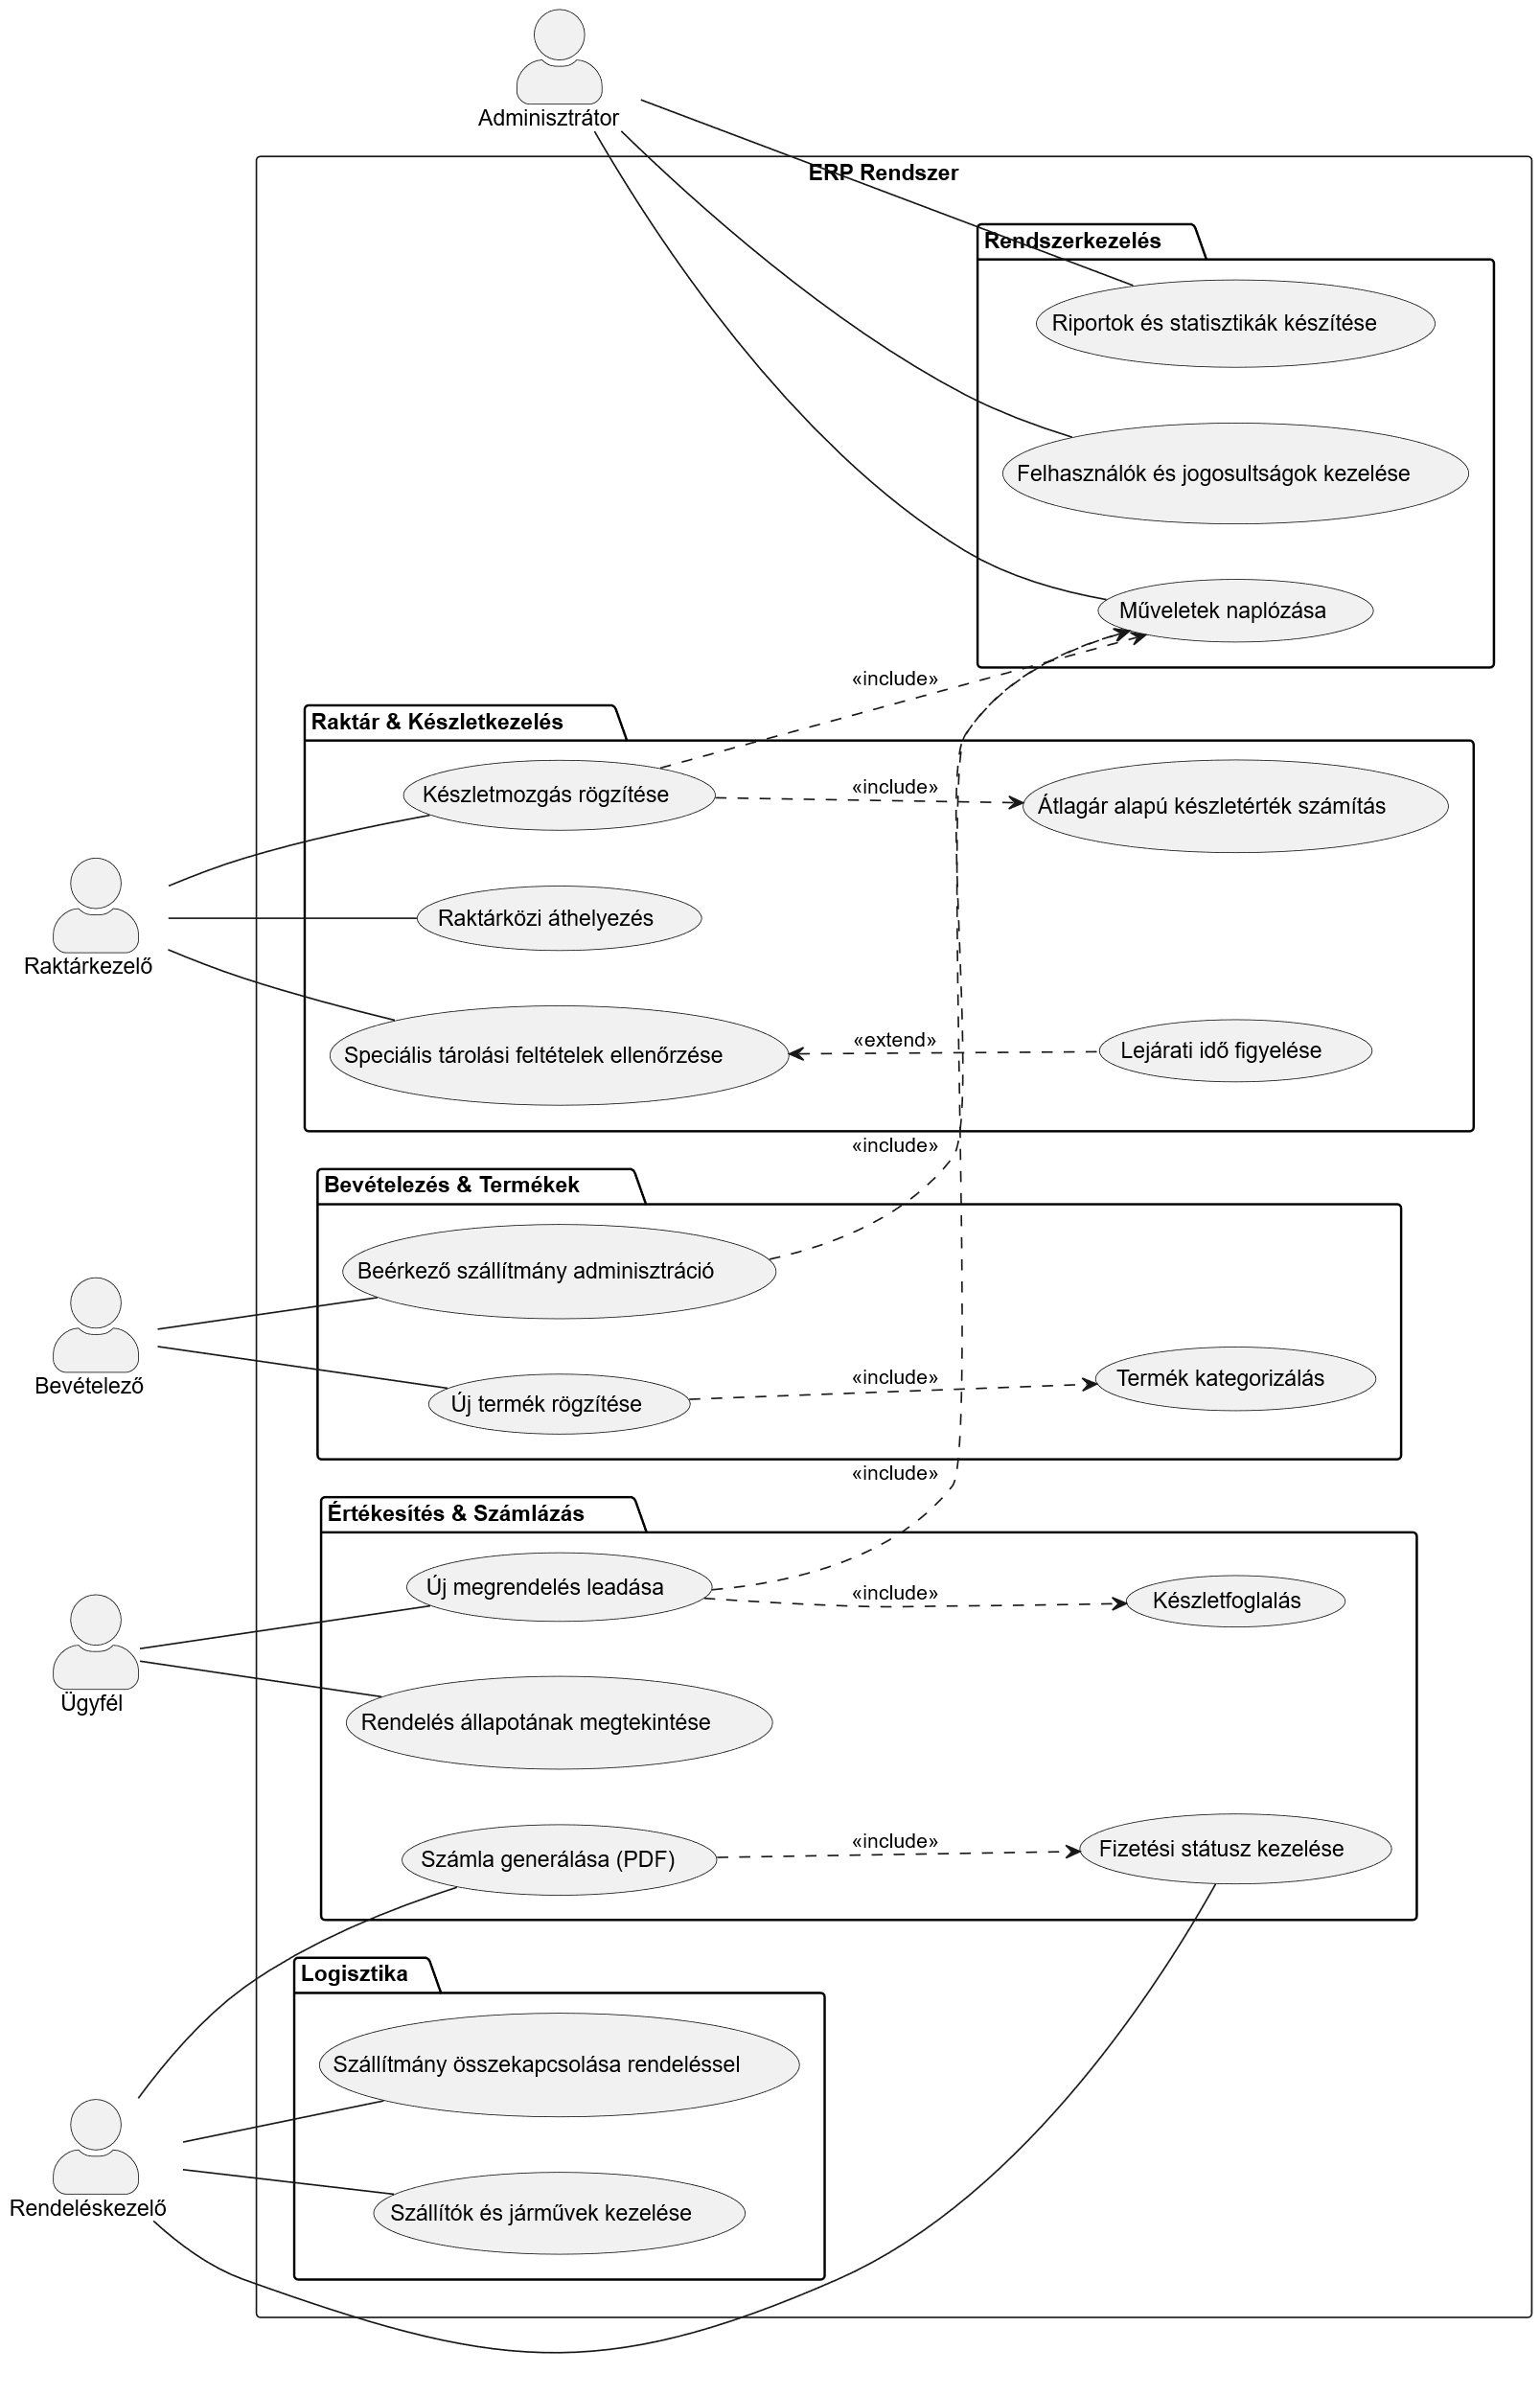 Adminisztrátor
ERP Rendszer
Rendszerkezelés
Riportok és statisztikák készítése
Felhasználók és jogosultságok kezelése
Műveletek naplózása
«include»
Raktár & Készletkezelés
Készletmozgás rögzítése
«include»
Átlagár alapú készletérték számítás
Raktárközi áthelyezés
Raktárkezelő
Speciális tárolási feltételek ellenőrzése
«extend»
Lejárati idő figyelése
«include»
Bevételezés & Termékek
Beérkező szállítmány adminisztráció
Bevételező
Új termék rögzítése
«include»
Termék kategorizálás
«include»
Értékesítés & Számlázás
Új megrendelés leadása
«include»
Készletfoglalás
Ügyfél
Rendelés állapotának megtekintése
Számla generálása (PDF)
«include»
Fizetési státusz kezelése
Logisztika
Szállítmány összekapcsolása rendeléssel
Rendeléskezelő
Szállítók és járművek kezelése